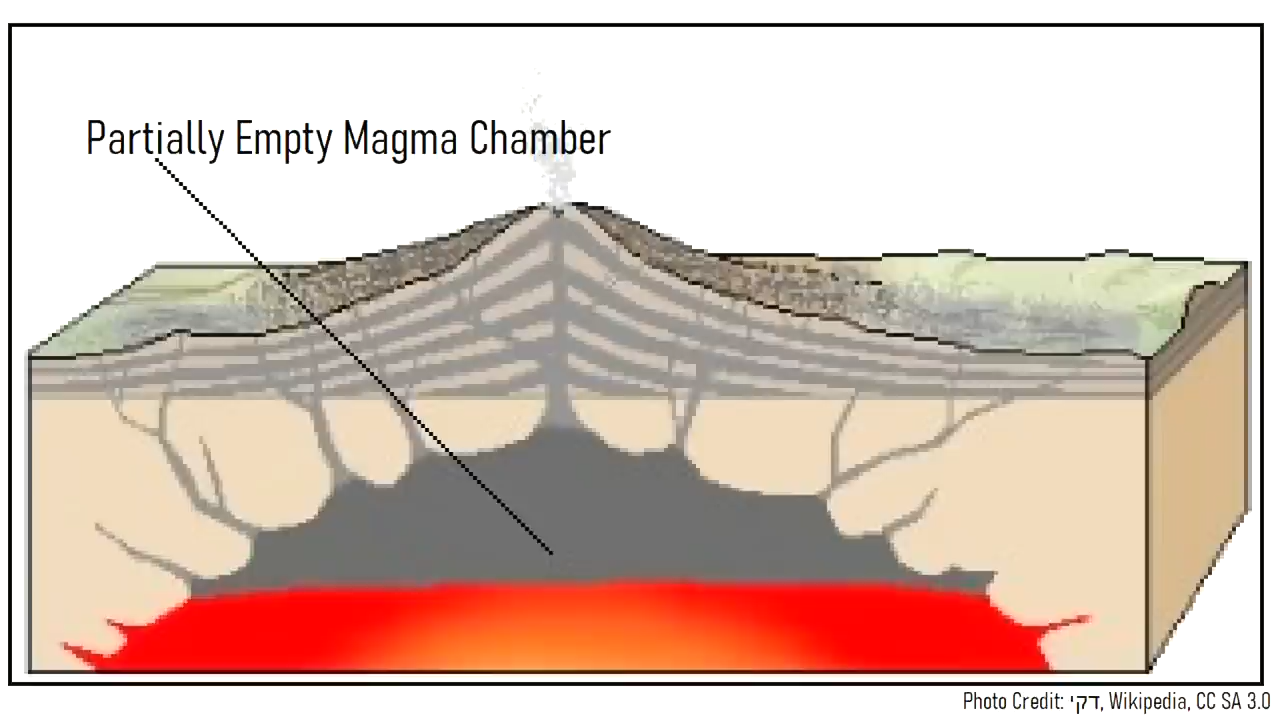 Partially Empty Magma Chamber
Photo Credit: דקי, Wikipedia, CC SA 3.0